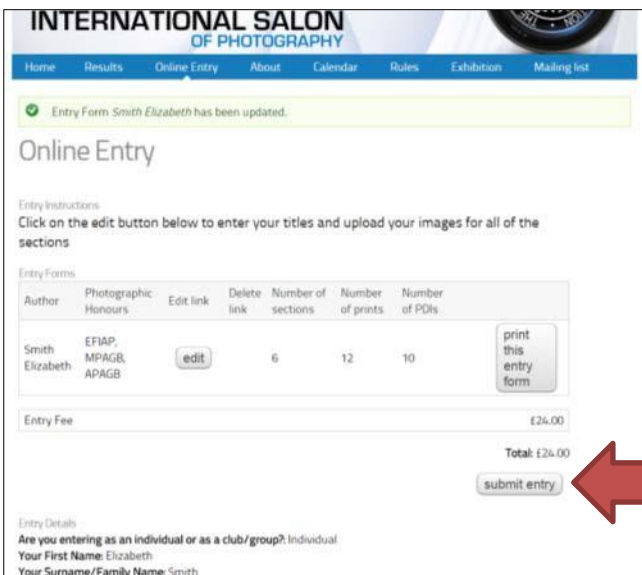 INTERNATIONAL SALON
OF PHOTOGRAPHY
Home Results Online Entry About Calendar Rules Exhibition Mailing list
Entry Form Smith Elizabeth has been updated.
Online Entry
Entry Instructions
Click on the edit button below to enter your titles and upload your images for all of the
sections
Entry Forms
Author Photographic Honours Edit link Delete link Number of sections Number of prints Number of PDIs
Smith Elizabeth EFIAP, MPAGB, APAGB edit 6 12 10 print this entry form
Entry Fee £24.00
Total: £24.00
submit entry
Entry Details
Are you entering as an individual or as a club/group?: Individual
Your First Name: Elizabeth
Your Surname/Family Name: Smith